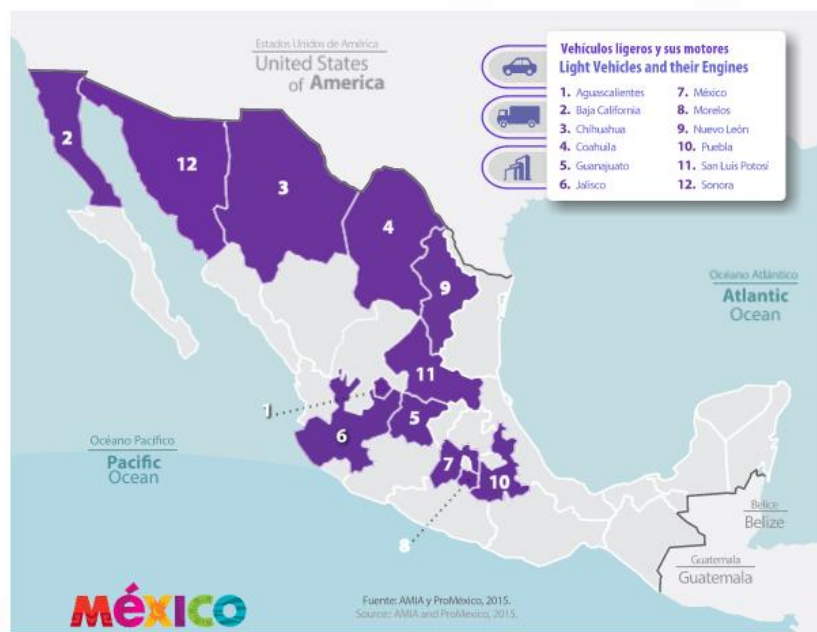 Vehículos ligeros y sus motores
Light Vehicles and their Engines
1. Aguascalientes
2. Baja California
3. Chihuahua
4. Coahuila
5. Guanajuato
6. Jalisco
7. México
8. Morelos
9. Nuevo León
10. Puebla
11. San Luis Potosí
12. Sonora
Estados Unidos de América
United States
of America
2
12
3
4
9
11
1
5
6
7
10
8
Océano Atlántico
Atlantic
Ocean
Océano Pacífico
Pacific
Ocean
Belice
Belize
Guatemala
Guatemala
méxico
Fuente: AMIA y ProMéxico, 2015.
Source: AMIA and ProMexico, 2015.